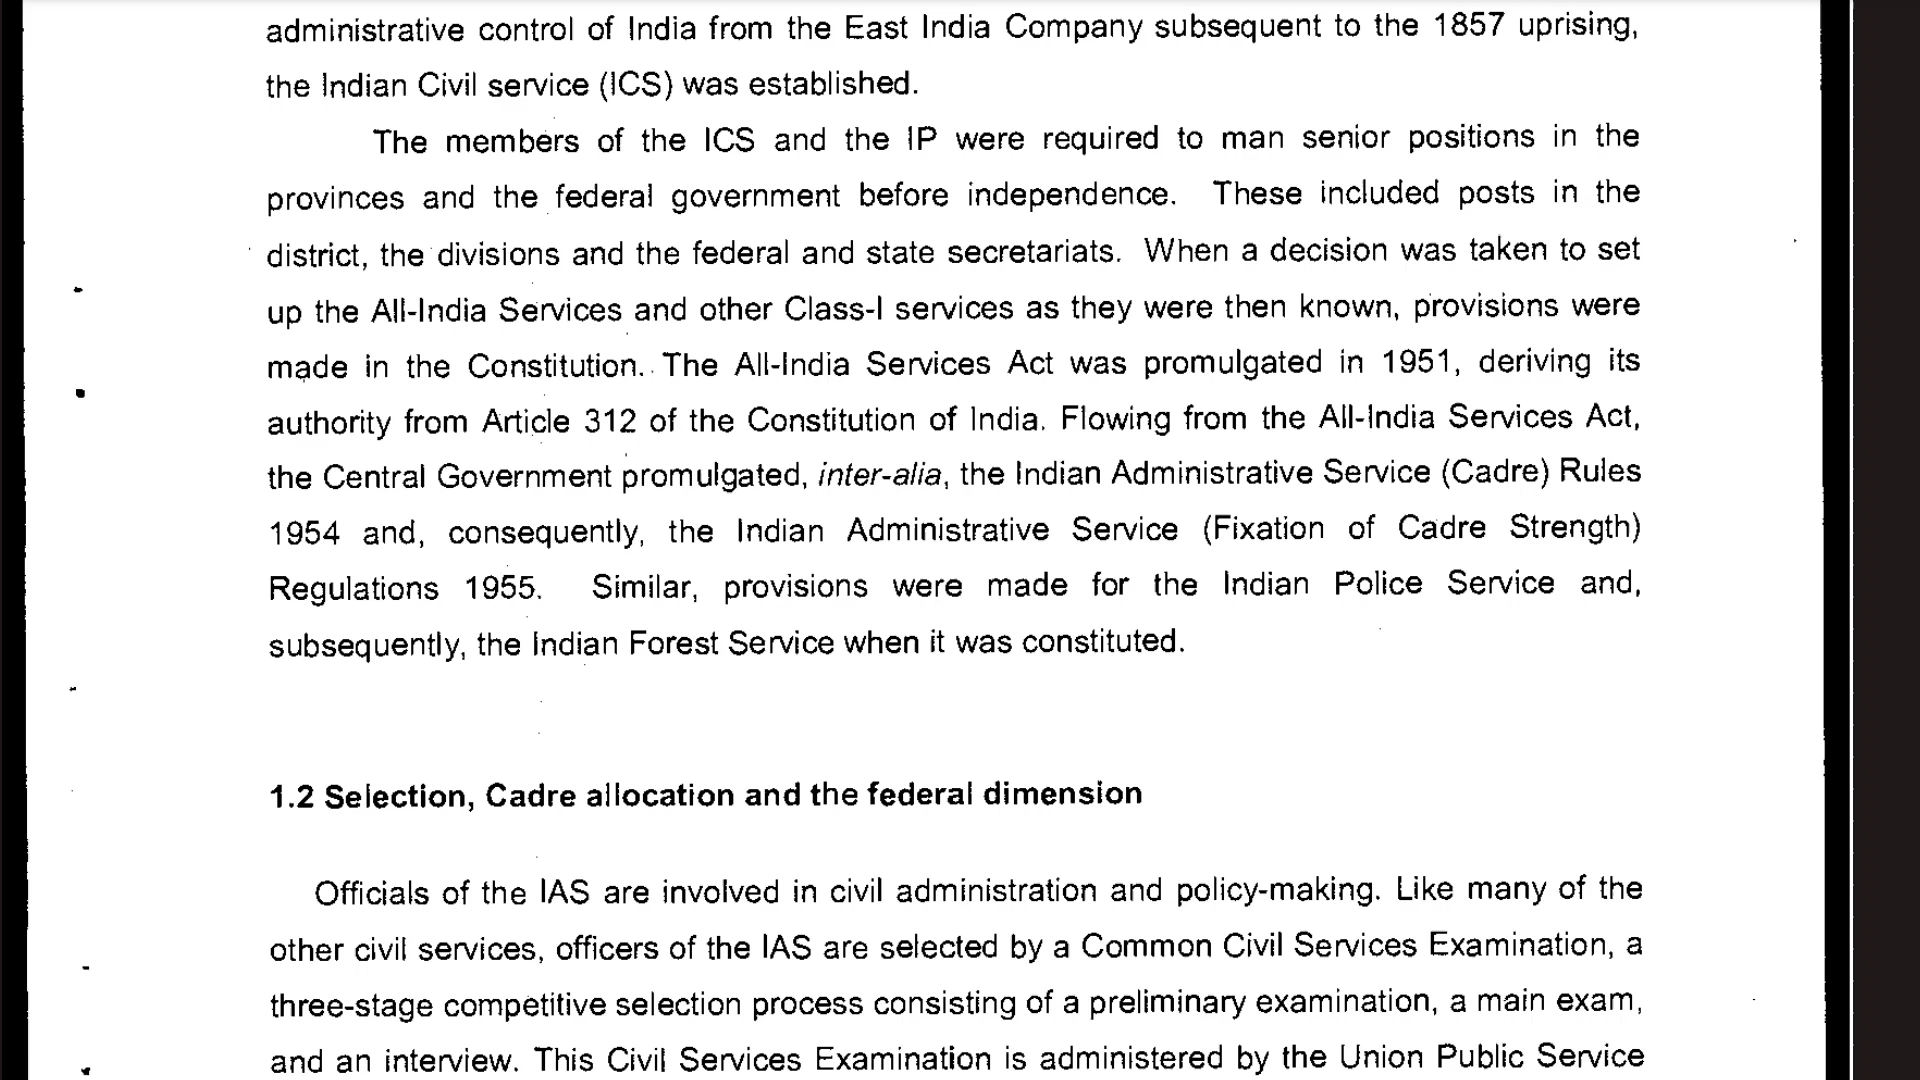 administrative control of India from the East India Company subsequent to the 1857 uprising,
the Indian Civil service (ICS) was established.
The members of the ICS and the IP were required to man senior positions in the
provinces and the federal government before independence. These included posts in the
district, the divisions and the federal and state secretariats. When a decision was taken to set
up the All-India Services and other Class-I services as they were then known, provisions were
made in the Constitution. The All-India Services Act was promulgated in 1951, deriving its
authority from Article 312 of the Constitution of India. Flowing from the All-India Services Act,
the Central Government promulgated, inter-alia, the Indian Administrative Service (Cadre) Rules
1954 and, consequently, the Indian Administrative Service (Fixation of Cadre Strength)
Regulations 1955. Similar, provisions were made for the Indian Police Service and,
subsequently, the Indian Forest Service when it was constituted.
1.2 Selection, Cadre allocation and the federal dimension
Officials of the IAS are involved in civil administration and policy-making. Like many of the
other civil services, officers of the IAS are selected by a Common Civil Services Examination, a
three-stage competitive selection process consisting of a preliminary examination, a main exam,
and an interview. This Civil Services Examination is administered by the Union Public Service